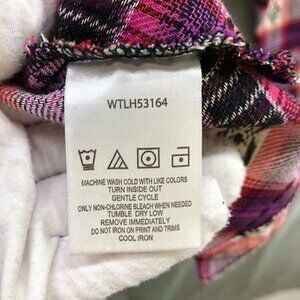 WTLH53164
MACHINE WASH COLD WITH LIKE COLORS
TURN INSIDE OUT
GENTLE CYCLE
ONLY NON-CHLORINE BLEACH WHEN NEEDED
TUMBLE DRY LOW
REMOVE IMMEDIATELY
DO NOT IRON ON PRINT AND TRIMS
COOL IRON